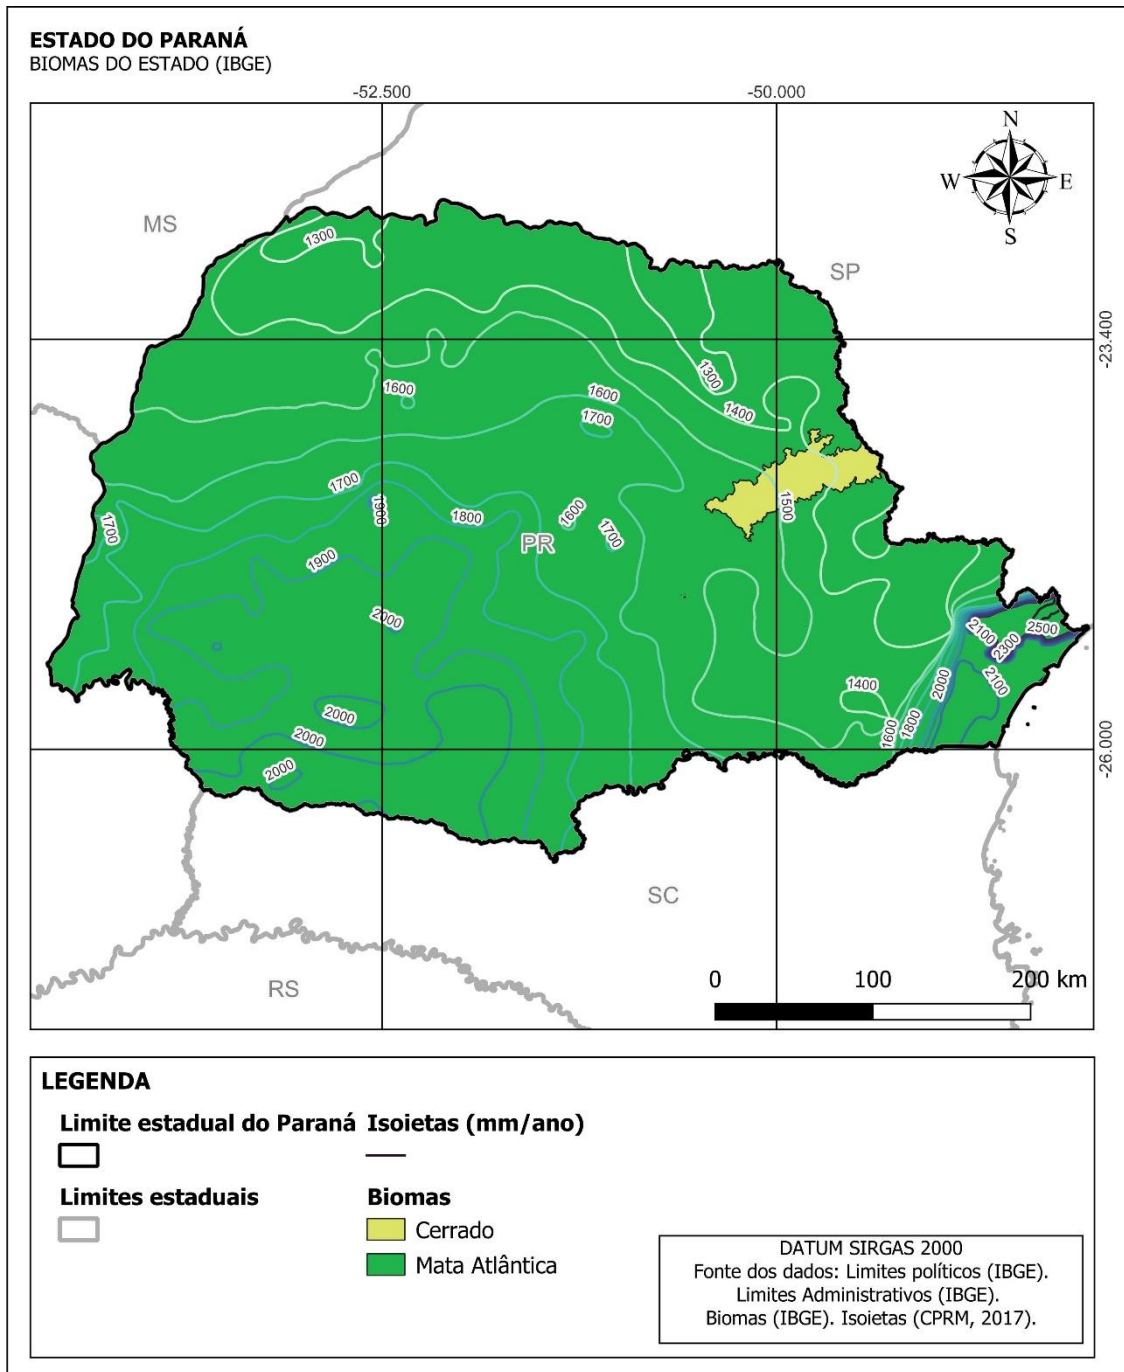 ESTADO DO PARANÁ
BIOMAS DO ESTADO (IBGE)
-52.500
-50.000
N
W
E
S
MS
SP
1300
-23.400
1300
1600
1600
1400
1700
1700
1900
1800
1600
1500
1700
1700
PR
1900
2000
2100
2500
2300
2100
1400
2000
2000
1800
1600
2000
2000
-26.000
SC
RS
0 100 200 km
LEGENDA
Limite estadual do Paraná
Isoietas (mm/ano)
Limites estaduais
Biomas
Cerrado
Mata Atlântica
DATUM SIRGAS 2000
Fonte dos dados: Limites políticos (IBGE).
Limites Administrativos (IBGE).
Biomas (IBGE). Isoietas (CPRM, 2017).